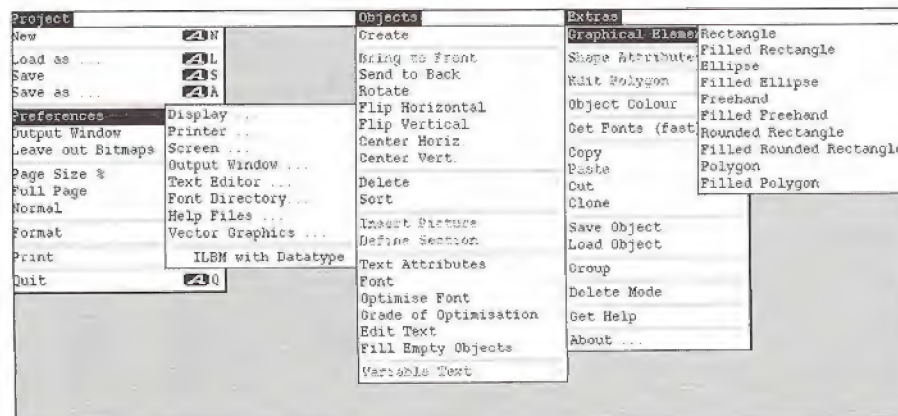 Project
New A N
Load as ... A L
Save A S
Save as ... A A
Preferences
Output Window
Leave out Bitmaps
Page Size %
Full Page
Normal
Format
Print
Quit A Q
Display ...
Printer ...
Screen ...
Output Window ...
Text Editor ...
Font Directory...
Help Files ...
Vector Graphics ...
ILBM with Datatype
Objects
Create
Bring to Front
Send to Back
Rotate
Flip Horizontal
Flip Vertical
Center Horiz.
Center Vert.
Delete
Sort
Insert Picture
Define Section
Text Attributes
Font
Optimise Font
Grade of Optimisation
Edit Text
Fill Empty Objects
Variable Text
Extras
Graphical Eleme
Shape Attribute
Edit Polygon
Object Colour
Get Fonts (fast)
Copy
Paste
Cut
Clone
Save Object
Load Object
Group
Delete Mode
Get Help
About ...
Rectangle
Filled Rectangle
Ellipse
Filled Ellipse
Freehand
Filled Freehand
Rounded Rectangle
Filled Rounded Rectangle
Polygon
Filled Polygon